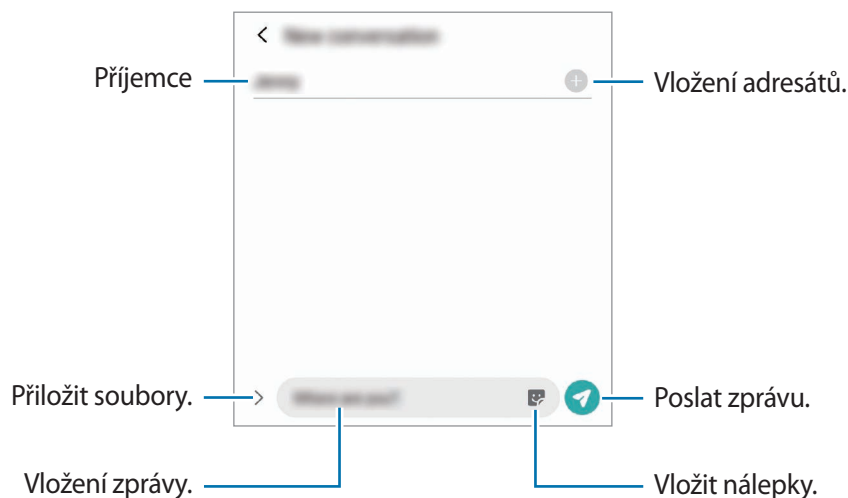 Příjemce
Vložení adresátů.
Přiložit soubory.
Poslat zprávu.
Vložení zprávy.
Vložit nálepky.